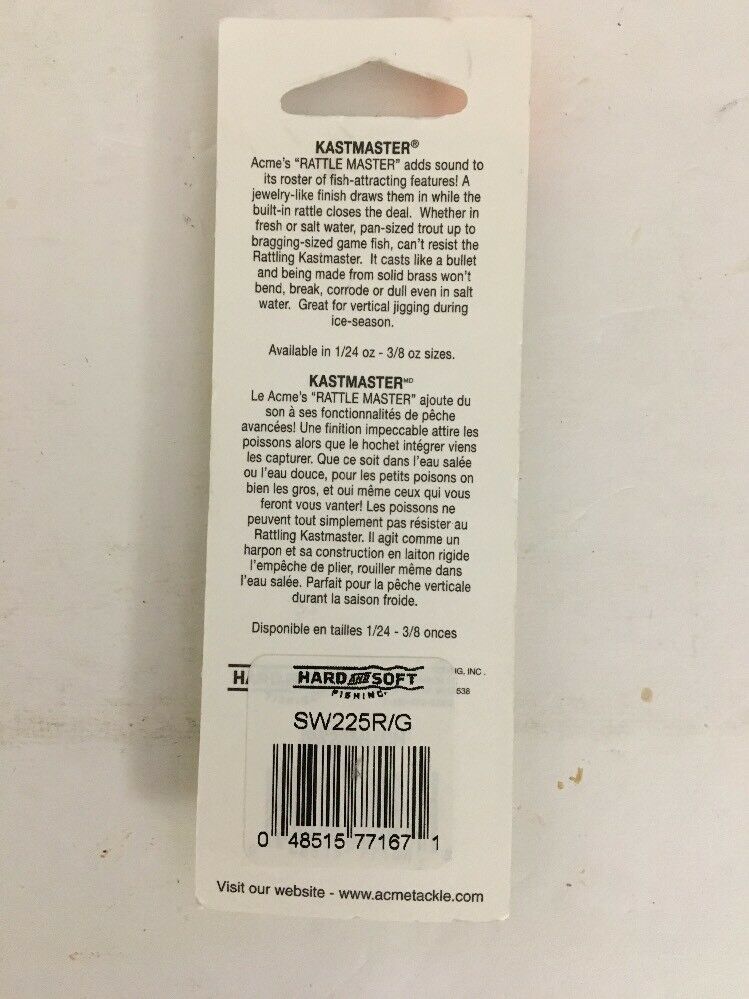 KASTMASTER®
Acme's "RATTLE MASTER" adds sound to
its roster of fish-attracting features! A
jewelry-like finish draws them in while the
built-in rattle closes the deal. Whether in
fresh or salt water, pan-sized trout up to
bragging-sized game fish, can't resist the
Rattling Kastmaster. It casts like a bullet
and being made from solid brass won't
bend, break, corrode or dull even in salt
water. Great for vertical jigging during
ice-season.
Available in 1/24 oz - 3/8 oz sizes.
KASTMASTER MD
Le Acme's "RATTLE MASTER" ajoute du
son à ses fonctionnalités de pêche
avancées! Une finition impeccable attire les
poissons alors que le hochet intégrer viens
les capturer. Que ce soit dans l'eau salée
ou l'eau douce, pour les petits poisons on
bien les gros, et oui même ceux qui vous
feront vous vanter! Les poissons ne
peuvent tout simplement pas résister au
Rattling Kastmaster. Il agit comme un
harpon et sa construction en laiton rigide
l'empêche de plier, rouiller même dans
l'eau salée. Parfait pour la pêche verticale
durant la saison froide.
Disponible en tailles 1/24 - 3/8 onces
HARD AND SOFT
FISHING
IG, INC.
538
SW225R/G
0 48515 77167 1
Visit our website - www.acmetackle.com